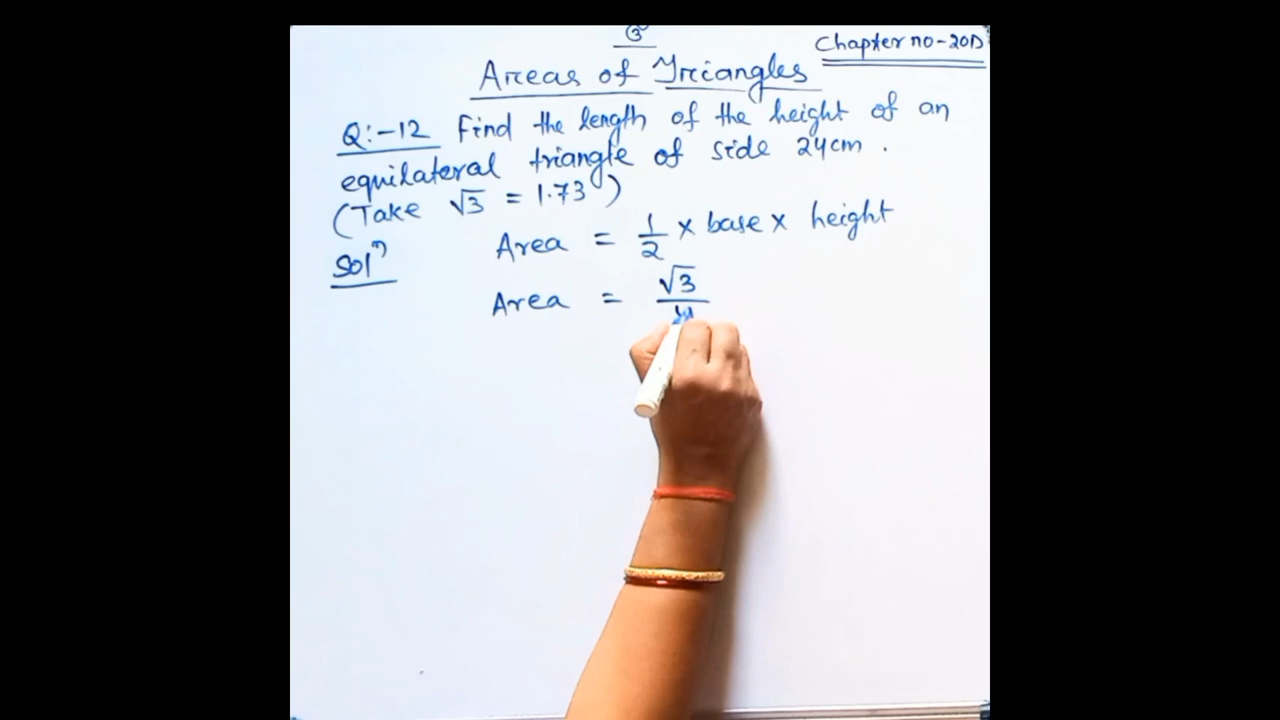 3
Chapter no-20D
Areas of Triangles
Q:-12 Find the length of the height of an
equilateral triangle of side 24cm.
(Take √3 = 1.73)
Solⁿ Area = 1/2 × base × height
Area = √3/4